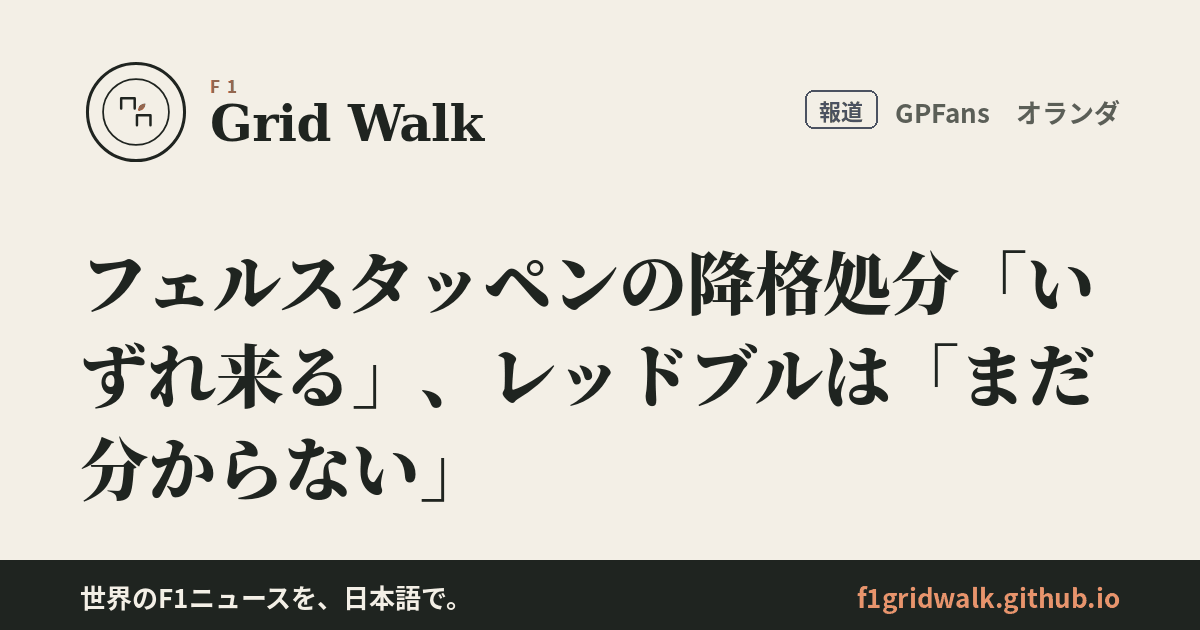 F1
Grid Walk
報道 GPFans オランダ
フェルスタッペンの降格処分「い
ずれ来る」、レッドブルは「まだ
分からない」
世界のF1ニュースを、日本語で。
f1gridwalk.github.io